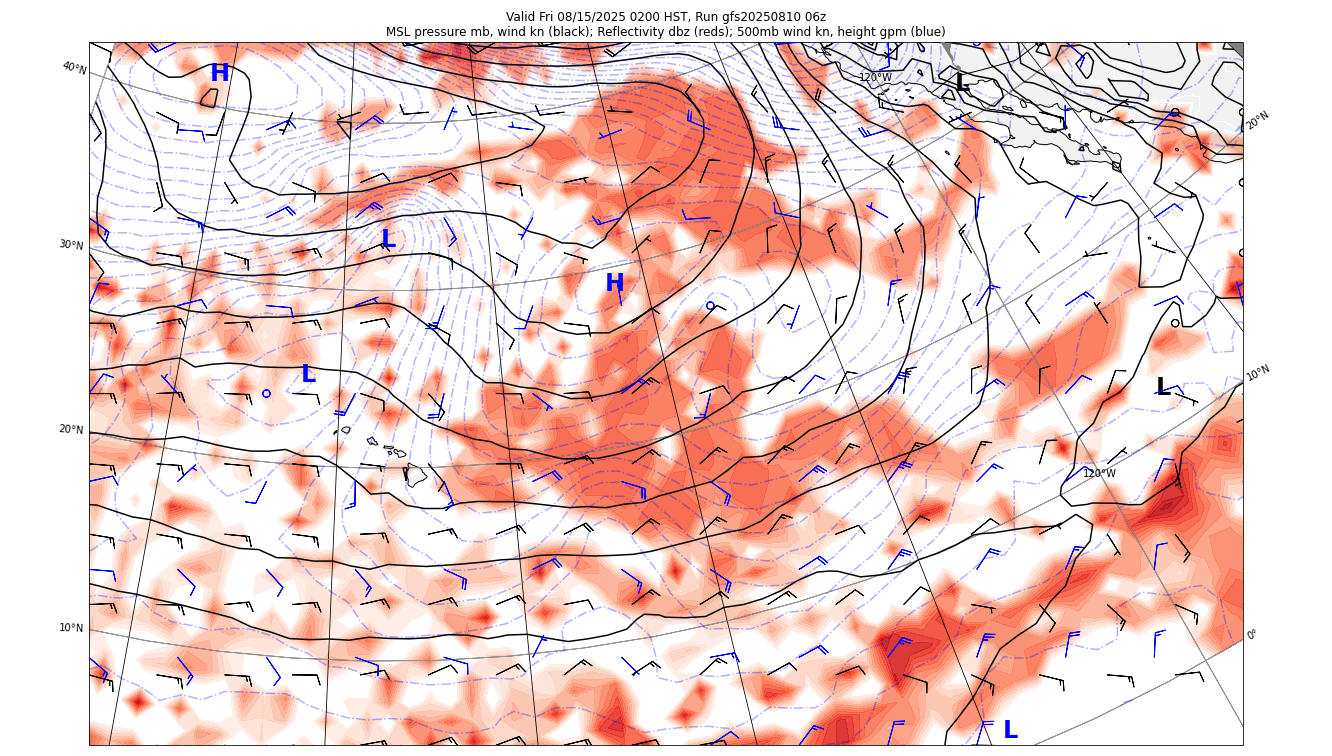 Valid Fri 08/15/2025 0200 HST, Run gfs20250810 06z
MSL pressure mb, wind kn (black); Reflectivity dbz (reds); 500mb wind kn, height gpm (blue)
40°N
H
120°W
L
20°N
30°N
L
H
L
L
10°N
20°N
120°W
10°N
0°
L